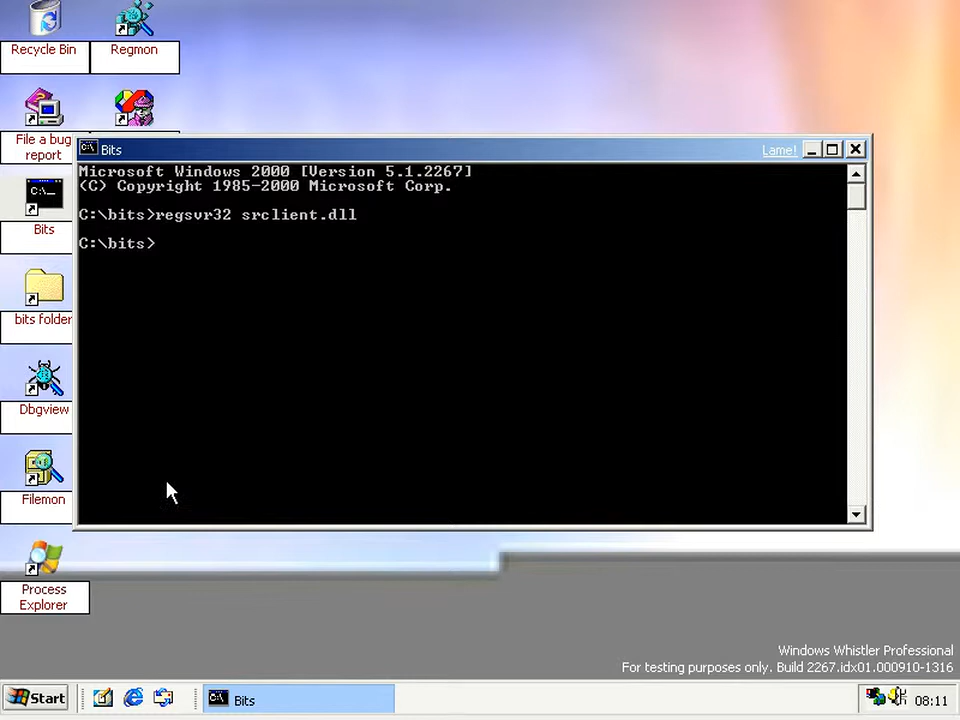 Recycle Bin
Regmon
File a bug
report
Bits
Lame!
Microsoft Windows 2000 [Version 5.1.2267]
(C) Copyright 1985-2000 Microsoft Corp.
C:\bits>regsvr32 srclient.dll
C:\bits>
Bits
bits folder
Dbgview
Filemon
Process
Explorer
Windows Whistler Professional
For testing purposes only. Build 2267.idx01.000910-1316
Start
Bits
08:11